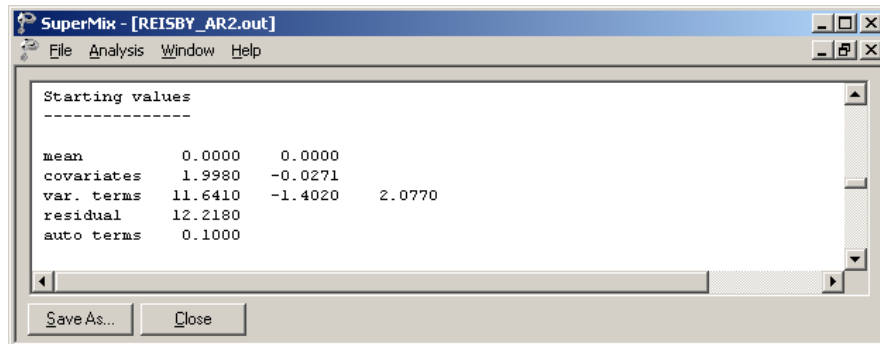 SuperMix - [REISBY_AR2.out]
File Analysis Window Help
Starting values
---------------
mean 0.0000 0.0000
covariates 1.9980 -0.0271
var. terms 11.6410 -1.4020 2.0770
residual 12.2180
auto terms 0.1000
Save As... Close